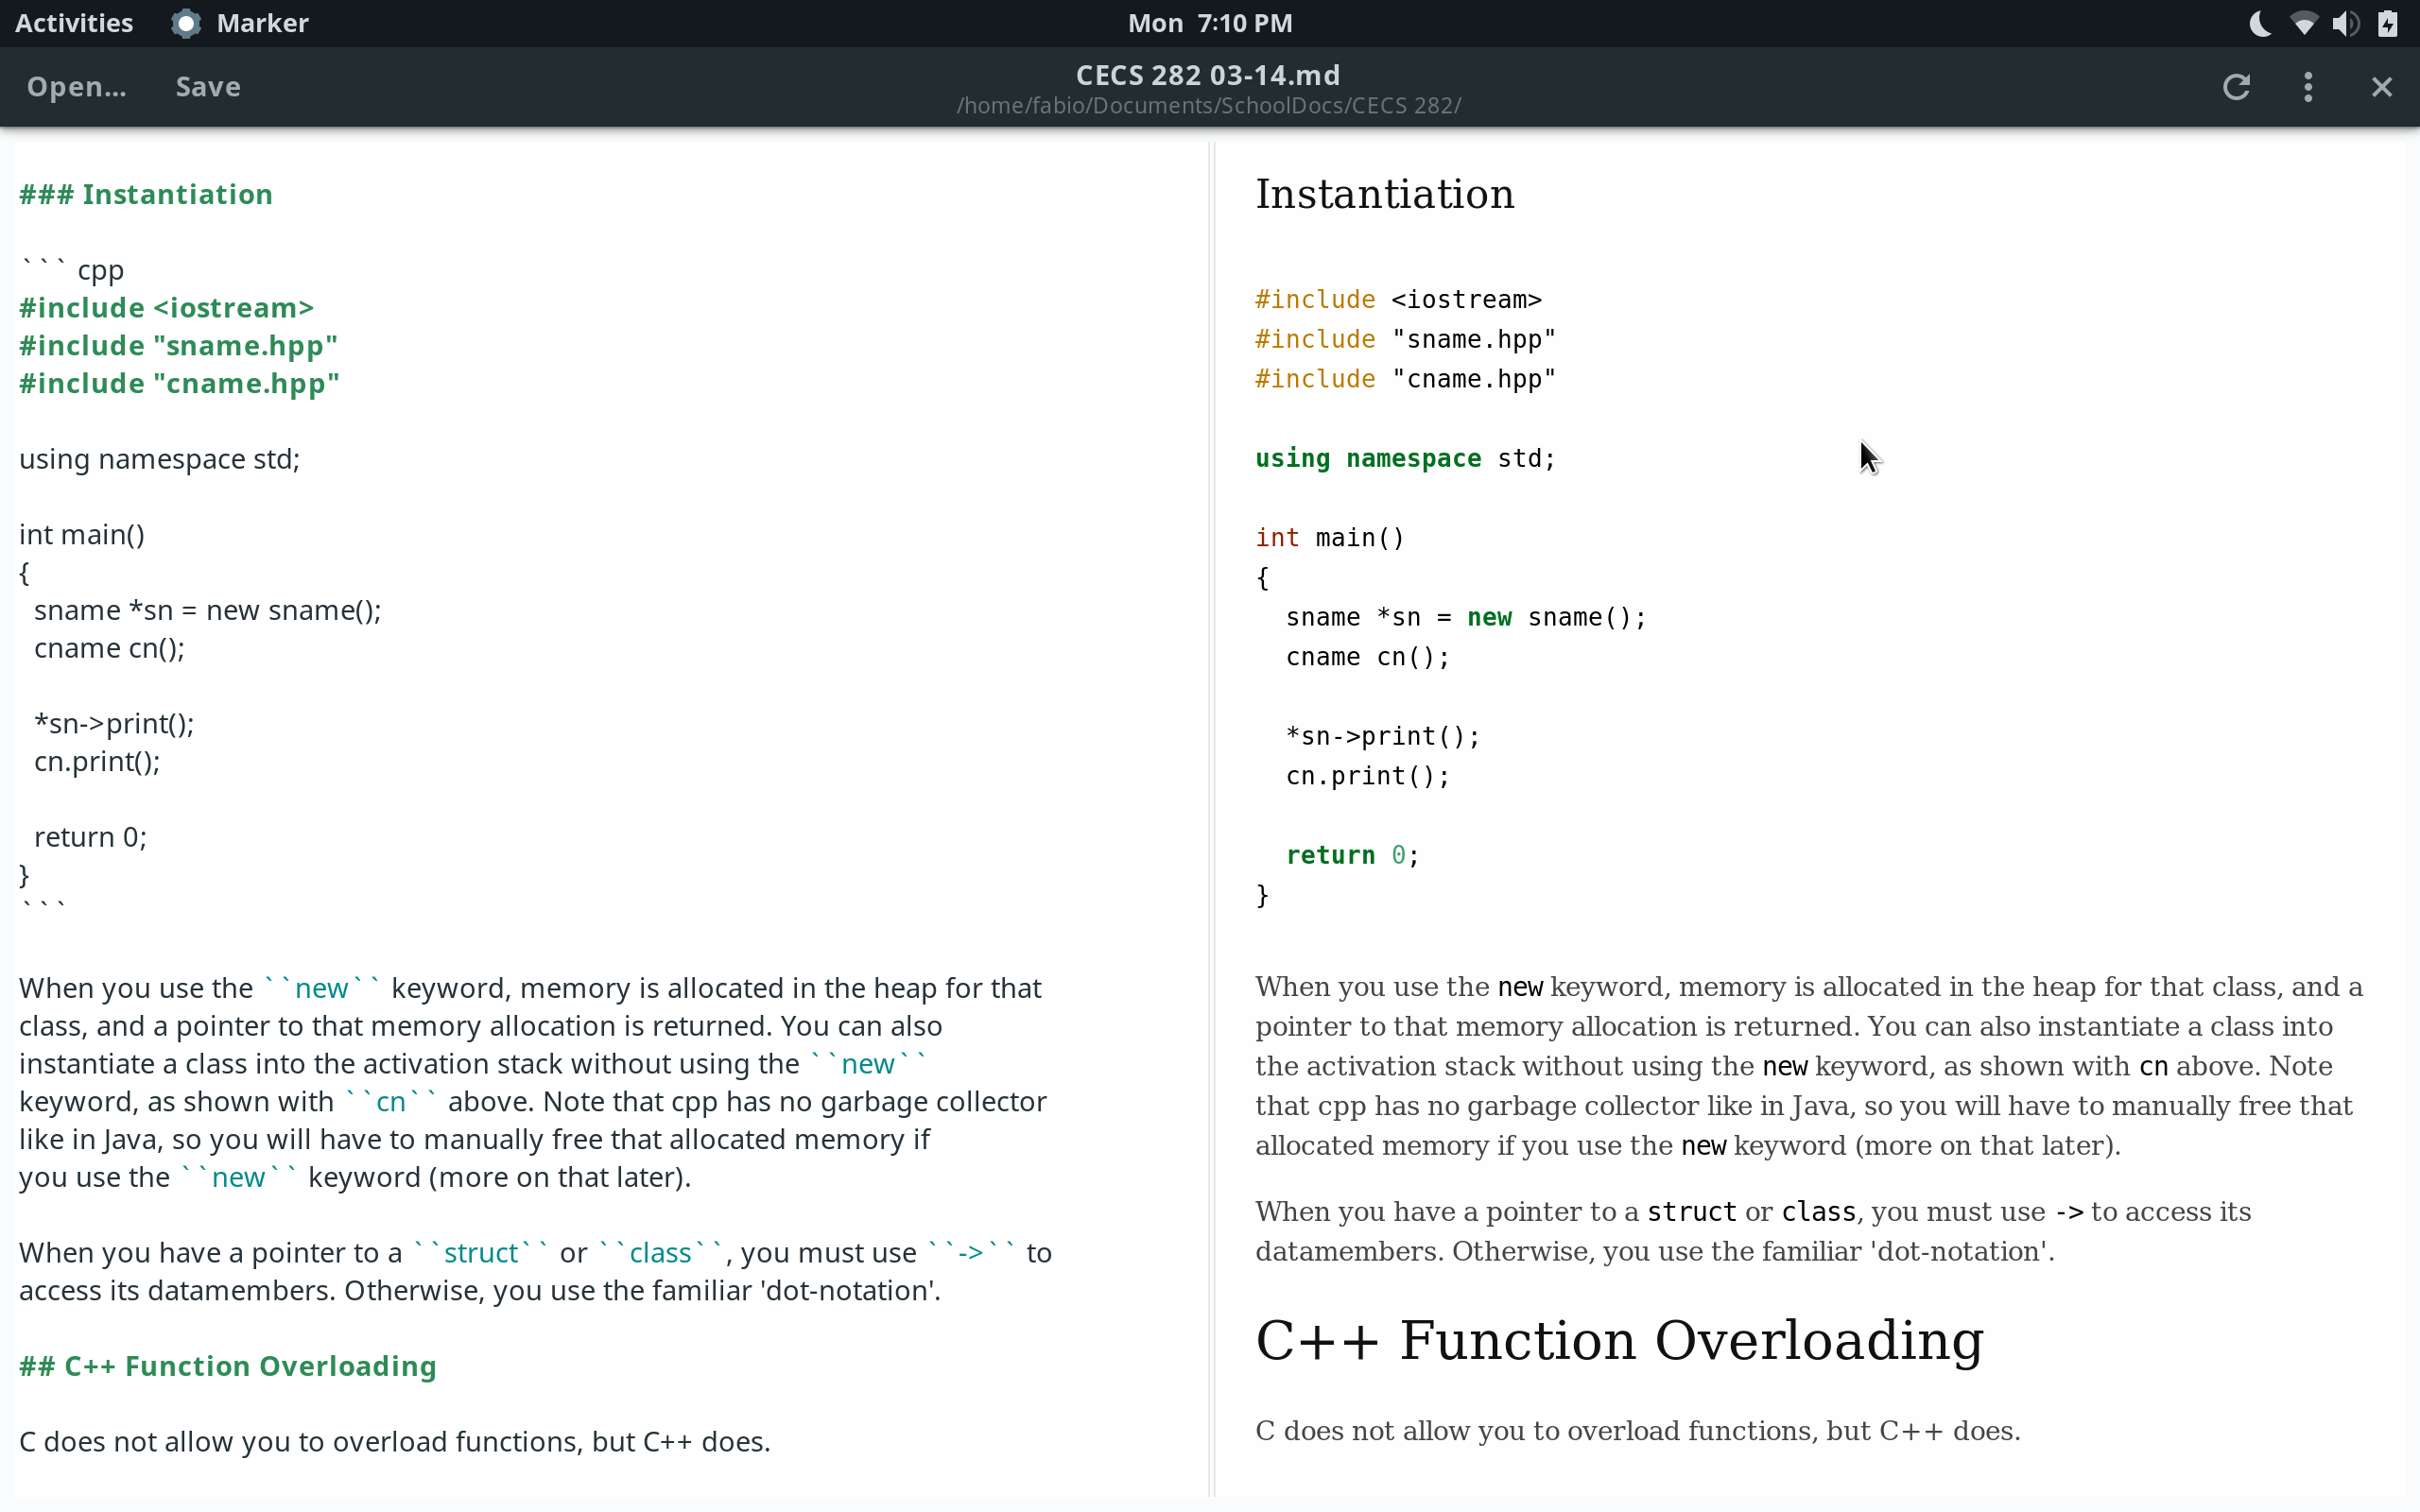 Activities Marker Mon 7:10 PM
Open... Save CECS 282 03-14.md
/home/fabio/Documents/SchoolDocs/CECS 282/
### Instantiation
``` cpp
#include <iostream>
#include "sname.hpp"
#include "cname.hpp"
using namespace std;
int main()
{
  sname *sn = new sname();
  cname cn();
  *sn->print();
  cn.print();
  return 0;
}
```
When you use the ``new`` keyword, memory is allocated in the heap for that
class, and a pointer to that memory allocation is returned. You can also
instantiate a class into the activation stack without using the ``new``
keyword, as shown with ``cn`` above. Note that cpp has no garbage collector
like in Java, so you will have to manually free that allocated memory if
you use the ``new`` keyword (more on that later).
When you have a pointer to a ``struct`` or ``class``, you must use ``->`` to
access its datamembers. Otherwise, you use the familiar 'dot-notation'.
## C++ Function Overloading
C does not allow you to overload functions, but C++ does.
Instantiation
#include <iostream>
#include "sname.hpp"
#include "cname.hpp"
using namespace std;
int main()
{
  sname *sn = new sname();
  cname cn();
  *sn->print();
  cn.print();
  return 0;
}
When you use the new keyword, memory is allocated in the heap for that class, and a
pointer to that memory allocation is returned. You can also instantiate a class into
the activation stack without using the new keyword, as shown with cn above. Note
that cpp has no garbage collector like in Java, so you will have to manually free that
allocated memory if you use the new keyword (more on that later).
When you have a pointer to a struct or class, you must use -> to access its
datamembers. Otherwise, you use the familiar 'dot-notation'.
C++ Function Overloading
C does not allow you to overload functions, but C++ does.